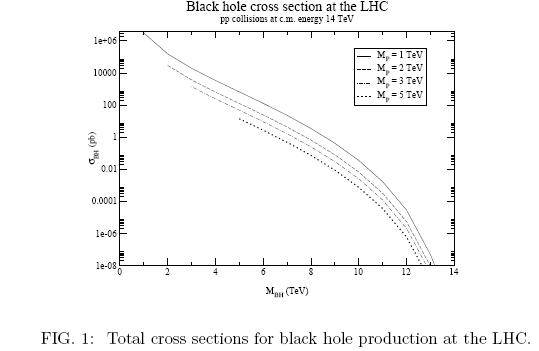 Black hole cross section at the LHC
pp collisions at c.m. energy 14 TeV
1e+06
10000
100
1
0.01
0.0001
1e-06
1e-08
σBH (pb)
Mp = 1 TeV
Mp = 2 TeV
Mp = 3 TeV
Mp = 5 TeV
0 2 4 6 8 10 12 14
MBH (TeV)
FIG. 1: Total cross sections for black hole production at the LHC.